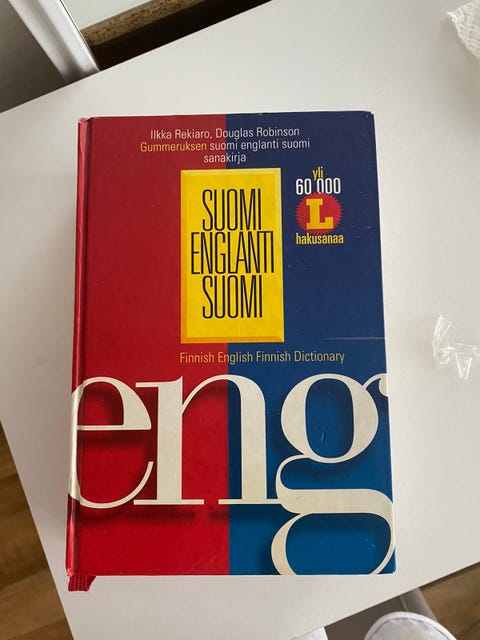 Ilkka Rekiaro, Douglas Robinson
Gummeruksen suomi englanti suomi
sanakirja
yli
60 000
L
hakusanaa
SUOMI
ENGLANTI
SUOMI
Finnish English Finnish Dictionary
eng